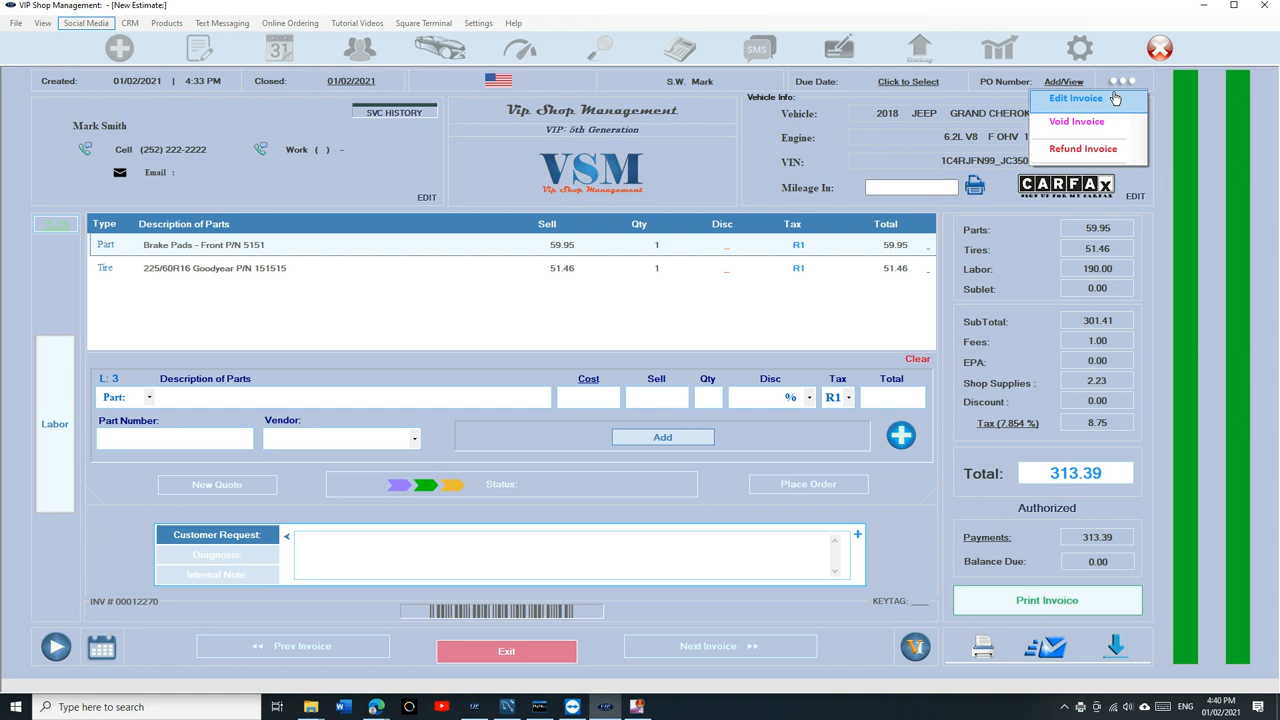 VIP Shop Management: - [New Estimate:]
File View Social Media CRM Products Text Messaging Online Ordering Tutorial Videos Square Terminal Settings Help
31 SMS Backup
Created: 01/02/2021 | 4:33 PM Closed: 01/02/2021 S.W. Mark Due Date: Click to Select PO Number: Add/View
Edit Invoice
Void Invoice
Refund Invoice
SVC HISTORY
Mark Smith
Cell (252) 222-2222 Work ( ) -
Email :
EDIT
Vip Shop Management
VIP: 5th Generation
VSM
Vip Shop Management
Vehicle Info:
Vehicle: 2018 JEEP GRAND CHEROK
Engine: 6.2L V8 F OHV 1
VIN: 1C4RJFN99_JC350
Mileage In: CARFAX
SIGN UP FOR MY CARFAX
EDIT
Type Description of Parts Sell Qty Disc Tax Total
Part Brake Pads - Front P/N 5151 59.95 1 _ R1 59.95 _
Tire 225/60R16 Goodyear P/N 151515 51.46 1 _ R1 51.46 _
Clear
L: 3 Description of Parts Cost Sell Qty Disc Tax Total
Part: % R1
Part Number: Vendor:
Add
Labor
New Quote Status: Place Order
Customer Request: <
Diagnosis:
Internal Note:
+
INV # 00012270 KEYTAG: ___
<< Prev Invoice Exit Next Invoice >>
Parts: 59.95
Tires: 51.46
Labor: 190.00
Sublet: 0.00
SubTotal: 301.41
Fees: 1.00
EPA: 0.00
Shop Supplies : 2.23
Discount : 0.00
Tax (7.854 %) 8.75
Total: 313.39
Authorized
Payments: 313.39
Balance Due: 0.00
Print Invoice
Type here to search
ENG
4:40 PM
01/02/2021